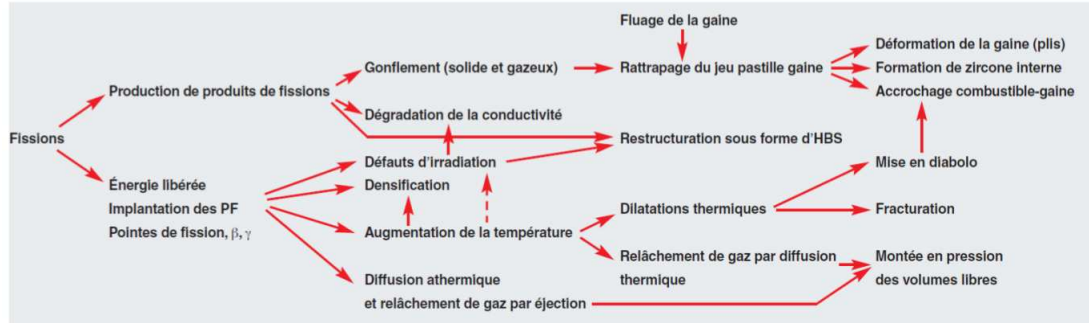 Fluage de la gaine
Déformation de la gaine (plis)
Gonflement (solide et gazeux)
Rattrapage du jeu pastille gaine
Formation de zircone interne
Production de produits de fissions
Accrochage combustible-gaine
Dégradation de la conductivité
Fissions
Restructuration sous forme d'HBS
Défauts d'irradiation
Mise en diabolo
Énergie libérée
Densification
Implantation des PF
Dilatations thermiques
Fracturation
Pointes de fission, β, γ
Augmentation de la température
Relâchement de gaz par diffusion
thermique
Montée en pression
des volumes libres
Diffusion athermique
et relâchement de gaz par éjection